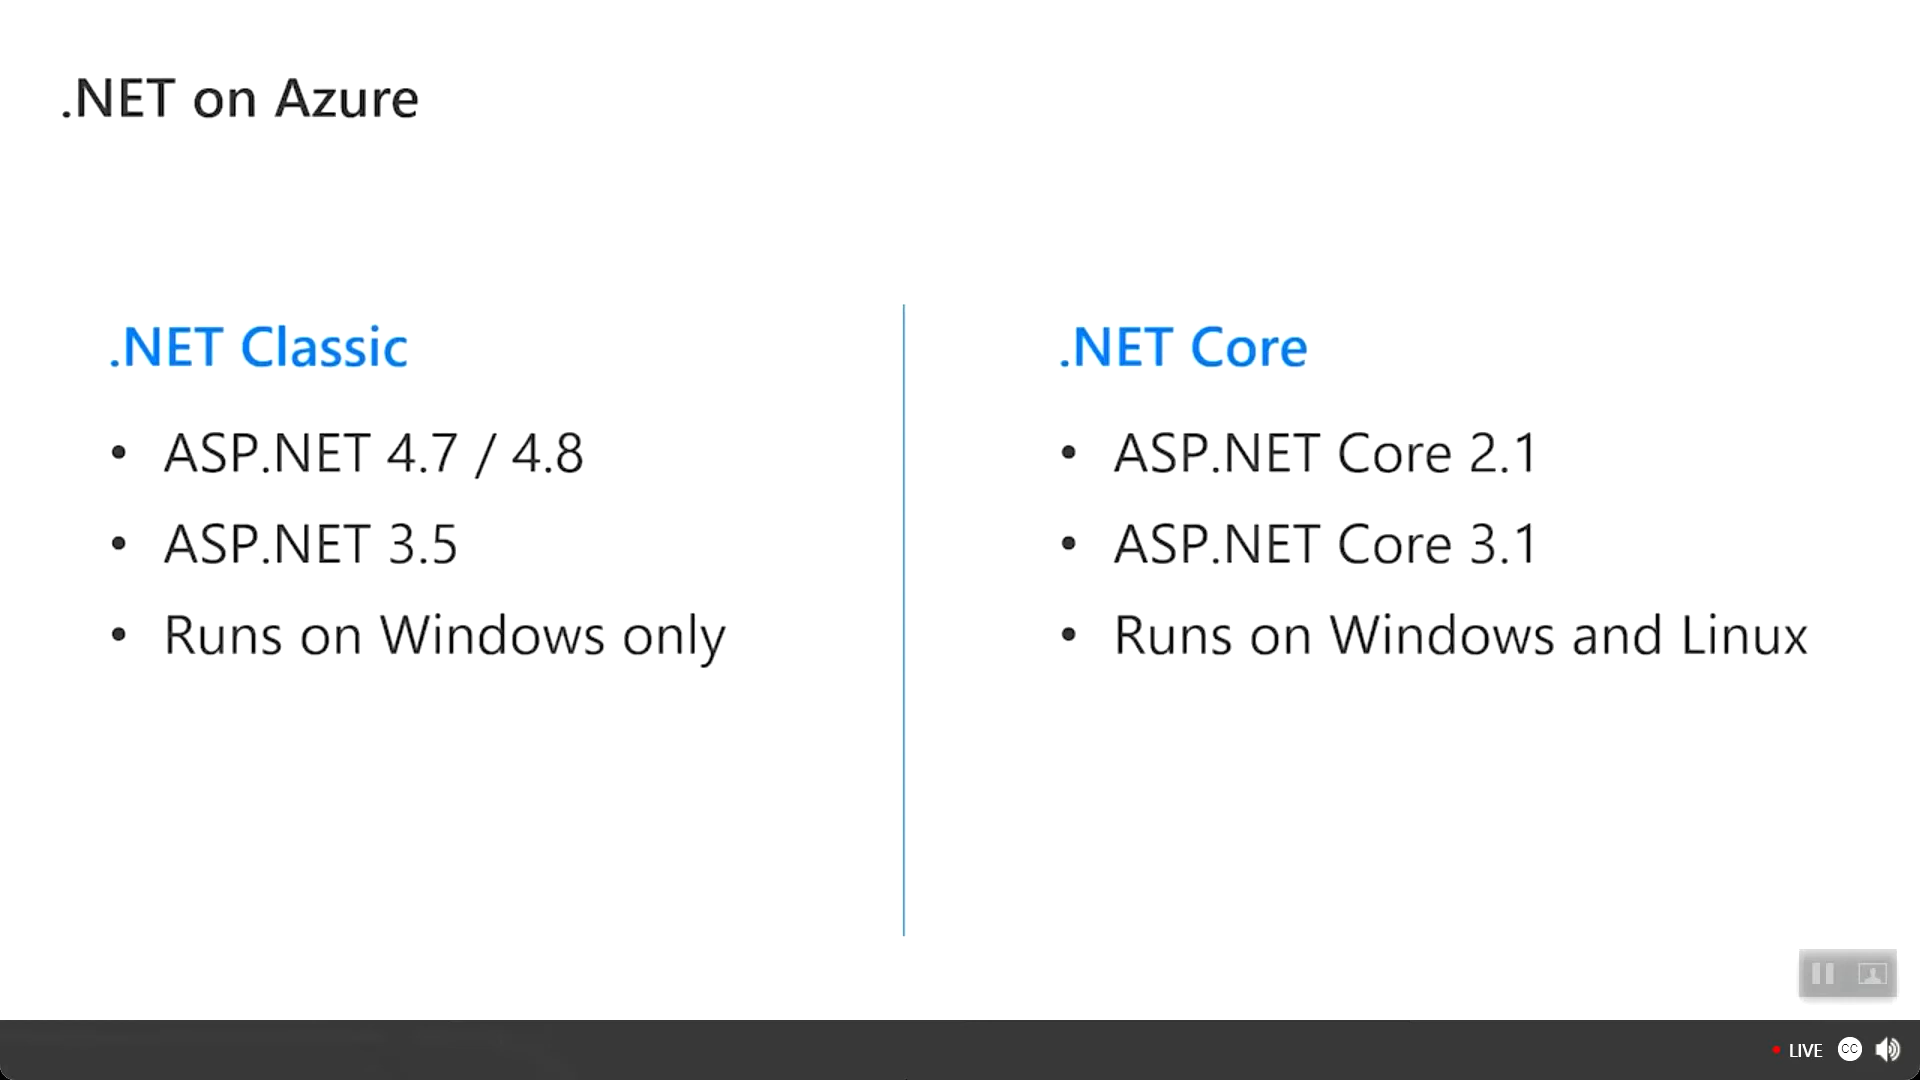 .NET on Azure
.NET Classic
• ASP.NET 4.7 / 4.8
• ASP.NET 3.5
• Runs on Windows only
.NET Core
• ASP.NET Core 2.1
• ASP.NET Core 3.1
• Runs on Windows and Linux
LIVE CC